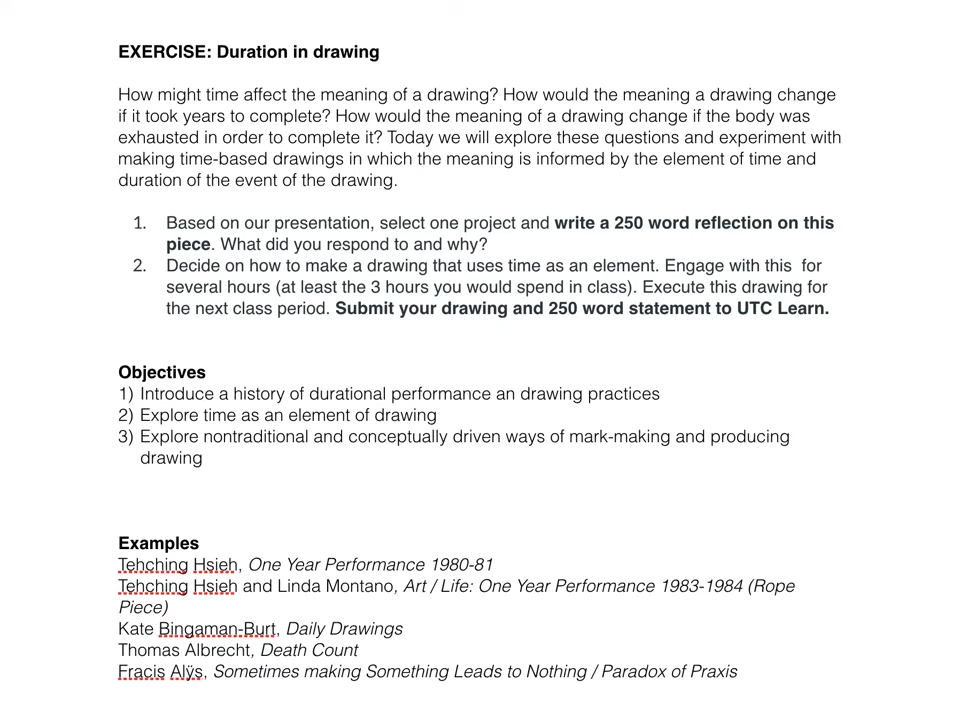 EXERCISE: Duration in drawing
How might time affect the meaning of a drawing? How would the meaning a drawing change
if it took years to complete? How would the meaning of a drawing change if the body was
exhausted in order to complete it? Today we will explore these questions and experiment with
making time-based drawings in which the meaning is informed by the element of time and
duration of the event of the drawing.
1. Based on our presentation, select one project and write a 250 word reflection on this
piece. What did you respond to and why?
2. Decide on how to make a drawing that uses time as an element. Engage with this for
several hours (at least the 3 hours you would spend in class). Execute this drawing for
the next class period. Submit your drawing and 250 word statement to UTC Learn.
Objectives
1) Introduce a history of durational performance an drawing practices
2) Explore time as an element of drawing
3) Explore nontraditional and conceptually driven ways of mark-making and producing
drawing
Examples
Tehching Hsieh, One Year Performance 1980-81
Tehching Hsieh and Linda Montano, Art / Life: One Year Performance 1983-1984 (Rope
Piece)
Kate Bingaman-Burt, Daily Drawings
Thomas Albrecht, Death Count
Fracis Alÿs, Sometimes making Something Leads to Nothing / Paradox of Praxis